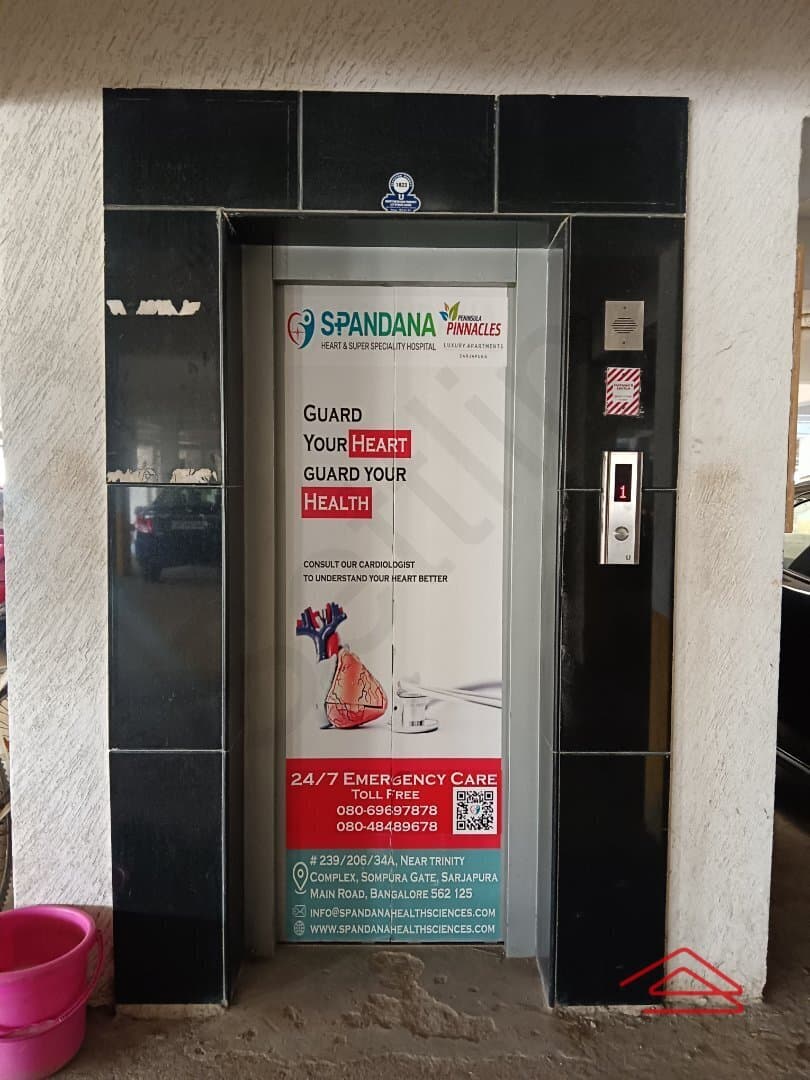 1823
SPANDANA
HEART & SUPER SPECIALITY HOSPITAL
PENINSULA
PINNACLES
LUXURY APARTMENTS
SARJAPURA
GUARD
YOUR HEART
GUARD YOUR
HEALTH
1
CONSULT OUR CARDIOLOGIST
TO UNDERSTAND YOUR HEART BETTER
24/7 EMERGENCY CARE
TOLL FREE
080-69697878
080-48489678
# 239/206/34A, NEAR TRINITY
COMPLEX, SOMPURA GATE, SARJAPURA
MAIN ROAD, BANGALORE 562 125
INFO@SPANDANAHEALTHSCIENCES.COM
WWW.SPANDANAHEALTHSCIENCES.COM